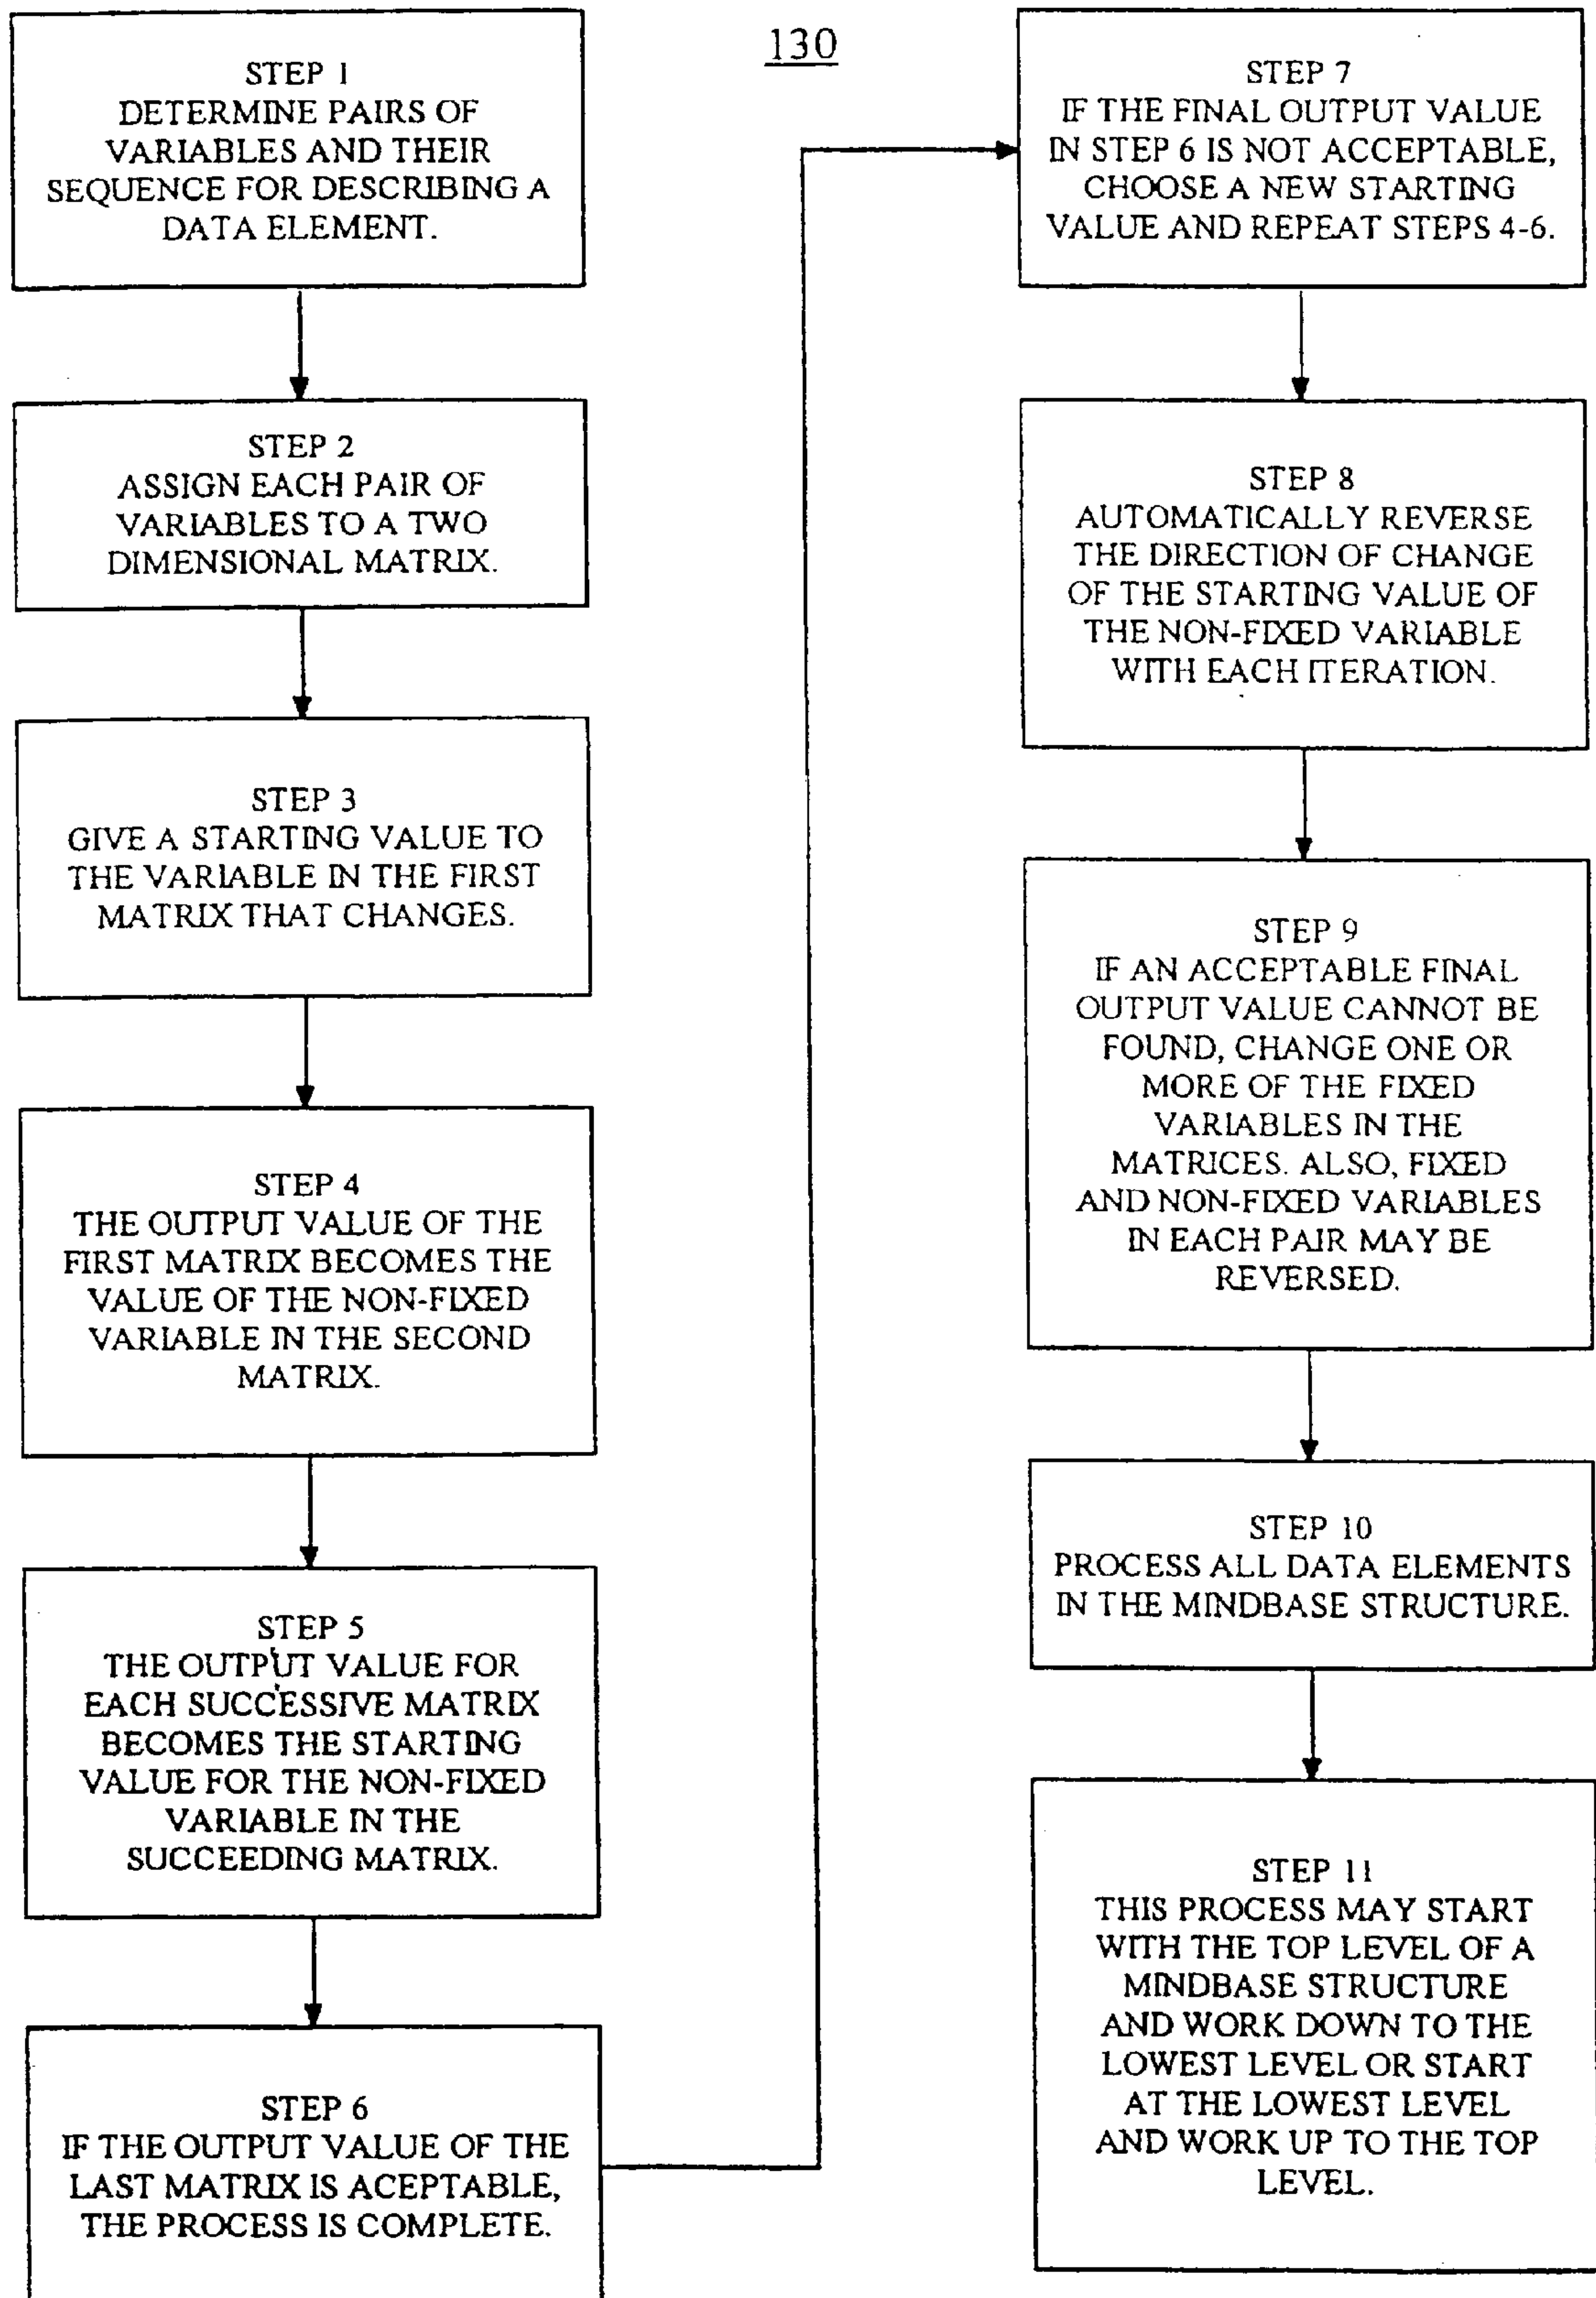 130
STEP 1
DETERMINE PAIRS OF
VARIABLES AND THEIR
SEQUENCE FOR DESCRIBING A
DATA ELEMENT.
STEP 2
ASSIGN EACH PAIR OF
VARIABLES TO A TWO
DIMENSIONAL MATRIX.
STEP 3
GIVE A STARTING VALUE TO
THE VARIABLE IN THE FIRST
MATRIX THAT CHANGES.
STEP 4
THE OUTPUT VALUE OF THE
FIRST MATRIX BECOMES THE
VALUE OF THE NON-FIXED
VARIABLE IN THE SECOND
MATRIX.
STEP 5
THE OUTPUT VALUE FOR
EACH SUCCESSIVE MATRIX
BECOMES THE STARTING
VALUE FOR THE NON-FIXED
VARIABLE IN THE
SUCCEEDING MATRIX.
STEP 6
IF THE OUTPUT VALUE OF THE
LAST MATRIX IS ACEPTABLE,
THE PROCESS IS COMPLETE.
STEP 7
IF THE FINAL OUTPUT VALUE
IN STEP 6 IS NOT ACCEPTABLE,
CHOOSE A NEW STARTING
VALUE AND REPEAT STEPS 4-6.
STEP 8
AUTOMATICALLY REVERSE
THE DIRECTION OF CHANGE
OF THE STARTING VALUE OF
THE NON-FIXED VARIABLE
WITH EACH ITERATION.
STEP 9
IF AN ACCEPTABLE FINAL
OUTPUT VALUE CANNOT BE
FOUND, CHANGE ONE OR
MORE OF THE FIXED
VARIABLES IN THE
MATRICES. ALSO, FIXED
AND NON-FIXED VARIABLES
IN EACH PAIR MAY BE
REVERSED.
STEP 10
PROCESS ALL DATA ELEMENTS
IN THE MINDBASE STRUCTURE.
STEP 11
THIS PROCESS MAY START
WITH THE TOP LEVEL OF A
MINDBASE STRUCTURE
AND WORK DOWN TO THE
LOWEST LEVEL OR START
AT THE LOWEST LEVEL
AND WORK UP TO THE TOP
LEVEL.